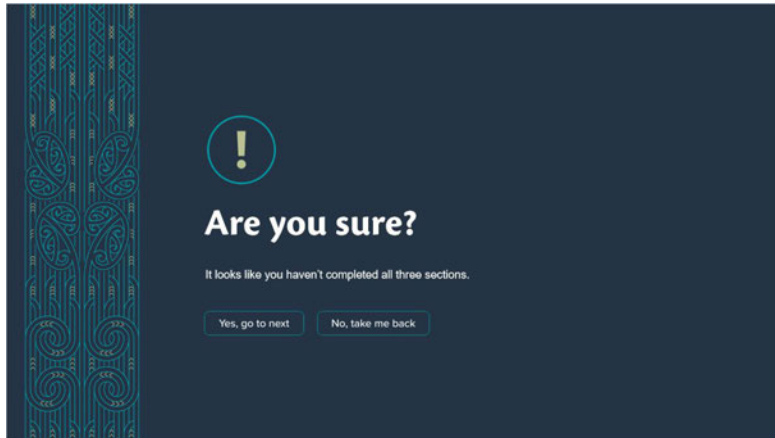 !
Are you sure?
It looks like you haven't completed all three sections.
Yes, go to next
No, take me back